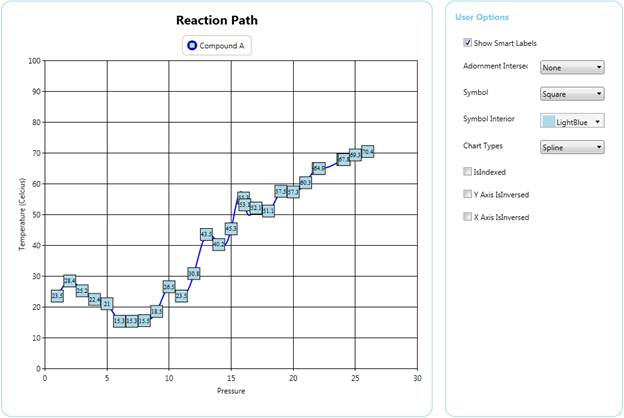 Reaction Path
Compound A
Temperature (Celcius)
100
90
80
70
60
50
40
30
20
10
0
23.5
28.4
25.2
22.4
21
15.3
15.3
15.5
18.5
26.5
23.5
30.8
43.5
40.2
45.3
53.3
52.1
51.1
57.5
57.3
60.3
64.9
67.8
69.3
70.4
0
5
10
15
20
25
30
Pressure
User Options
Show Smart Labels
Adornment Intersec
None
Symbol
Square
Symbol Interior
LightBlue
Chart Types
Spline
IsIndexed
Y Axis IsInversed
X Axis IsInversed